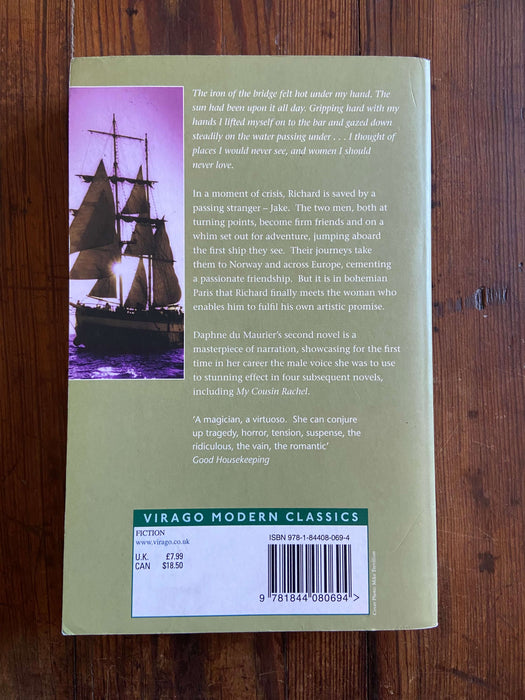 The iron of the bridge felt hot under my hand. The
sun had been upon it all day. Gripping hard with my
hands I lifted myself on to the bar and gazed down
steadily on the water passing under . . . I thought of
places I would never see, and women I should
never love.
In a moment of crisis, Richard is saved by a
passing stranger – Jake. The two men, both at
turning points, become firm friends and on a
whim set out for adventure, jumping aboard
the first ship they see. Their journeys take
them to Norway and across Europe, cementing
a passionate friendship. But it is in bohemian
Paris that Richard finally meets the woman who
enables him to fulfil his own artistic promise.
Daphne du Maurier's second novel is a
masterpiece of narration, showcasing for the first
time in her career the male voice she was to use
to stunning effect in four subsequent novels,
including My Cousin Rachel.
'A magician, a virtuoso. She can conjure
up tragedy, horror, tension, suspense, the
ridiculous, the vain, the romantic'
Good Housekeeping
VIRAGO MODERN CLASSICS
FICTION
www.virago.co.uk
U.K. £7.99
CAN $18.50
ISBN 978-1-84408-069-4
9 781844 080694 >
Cover Photo: Mike